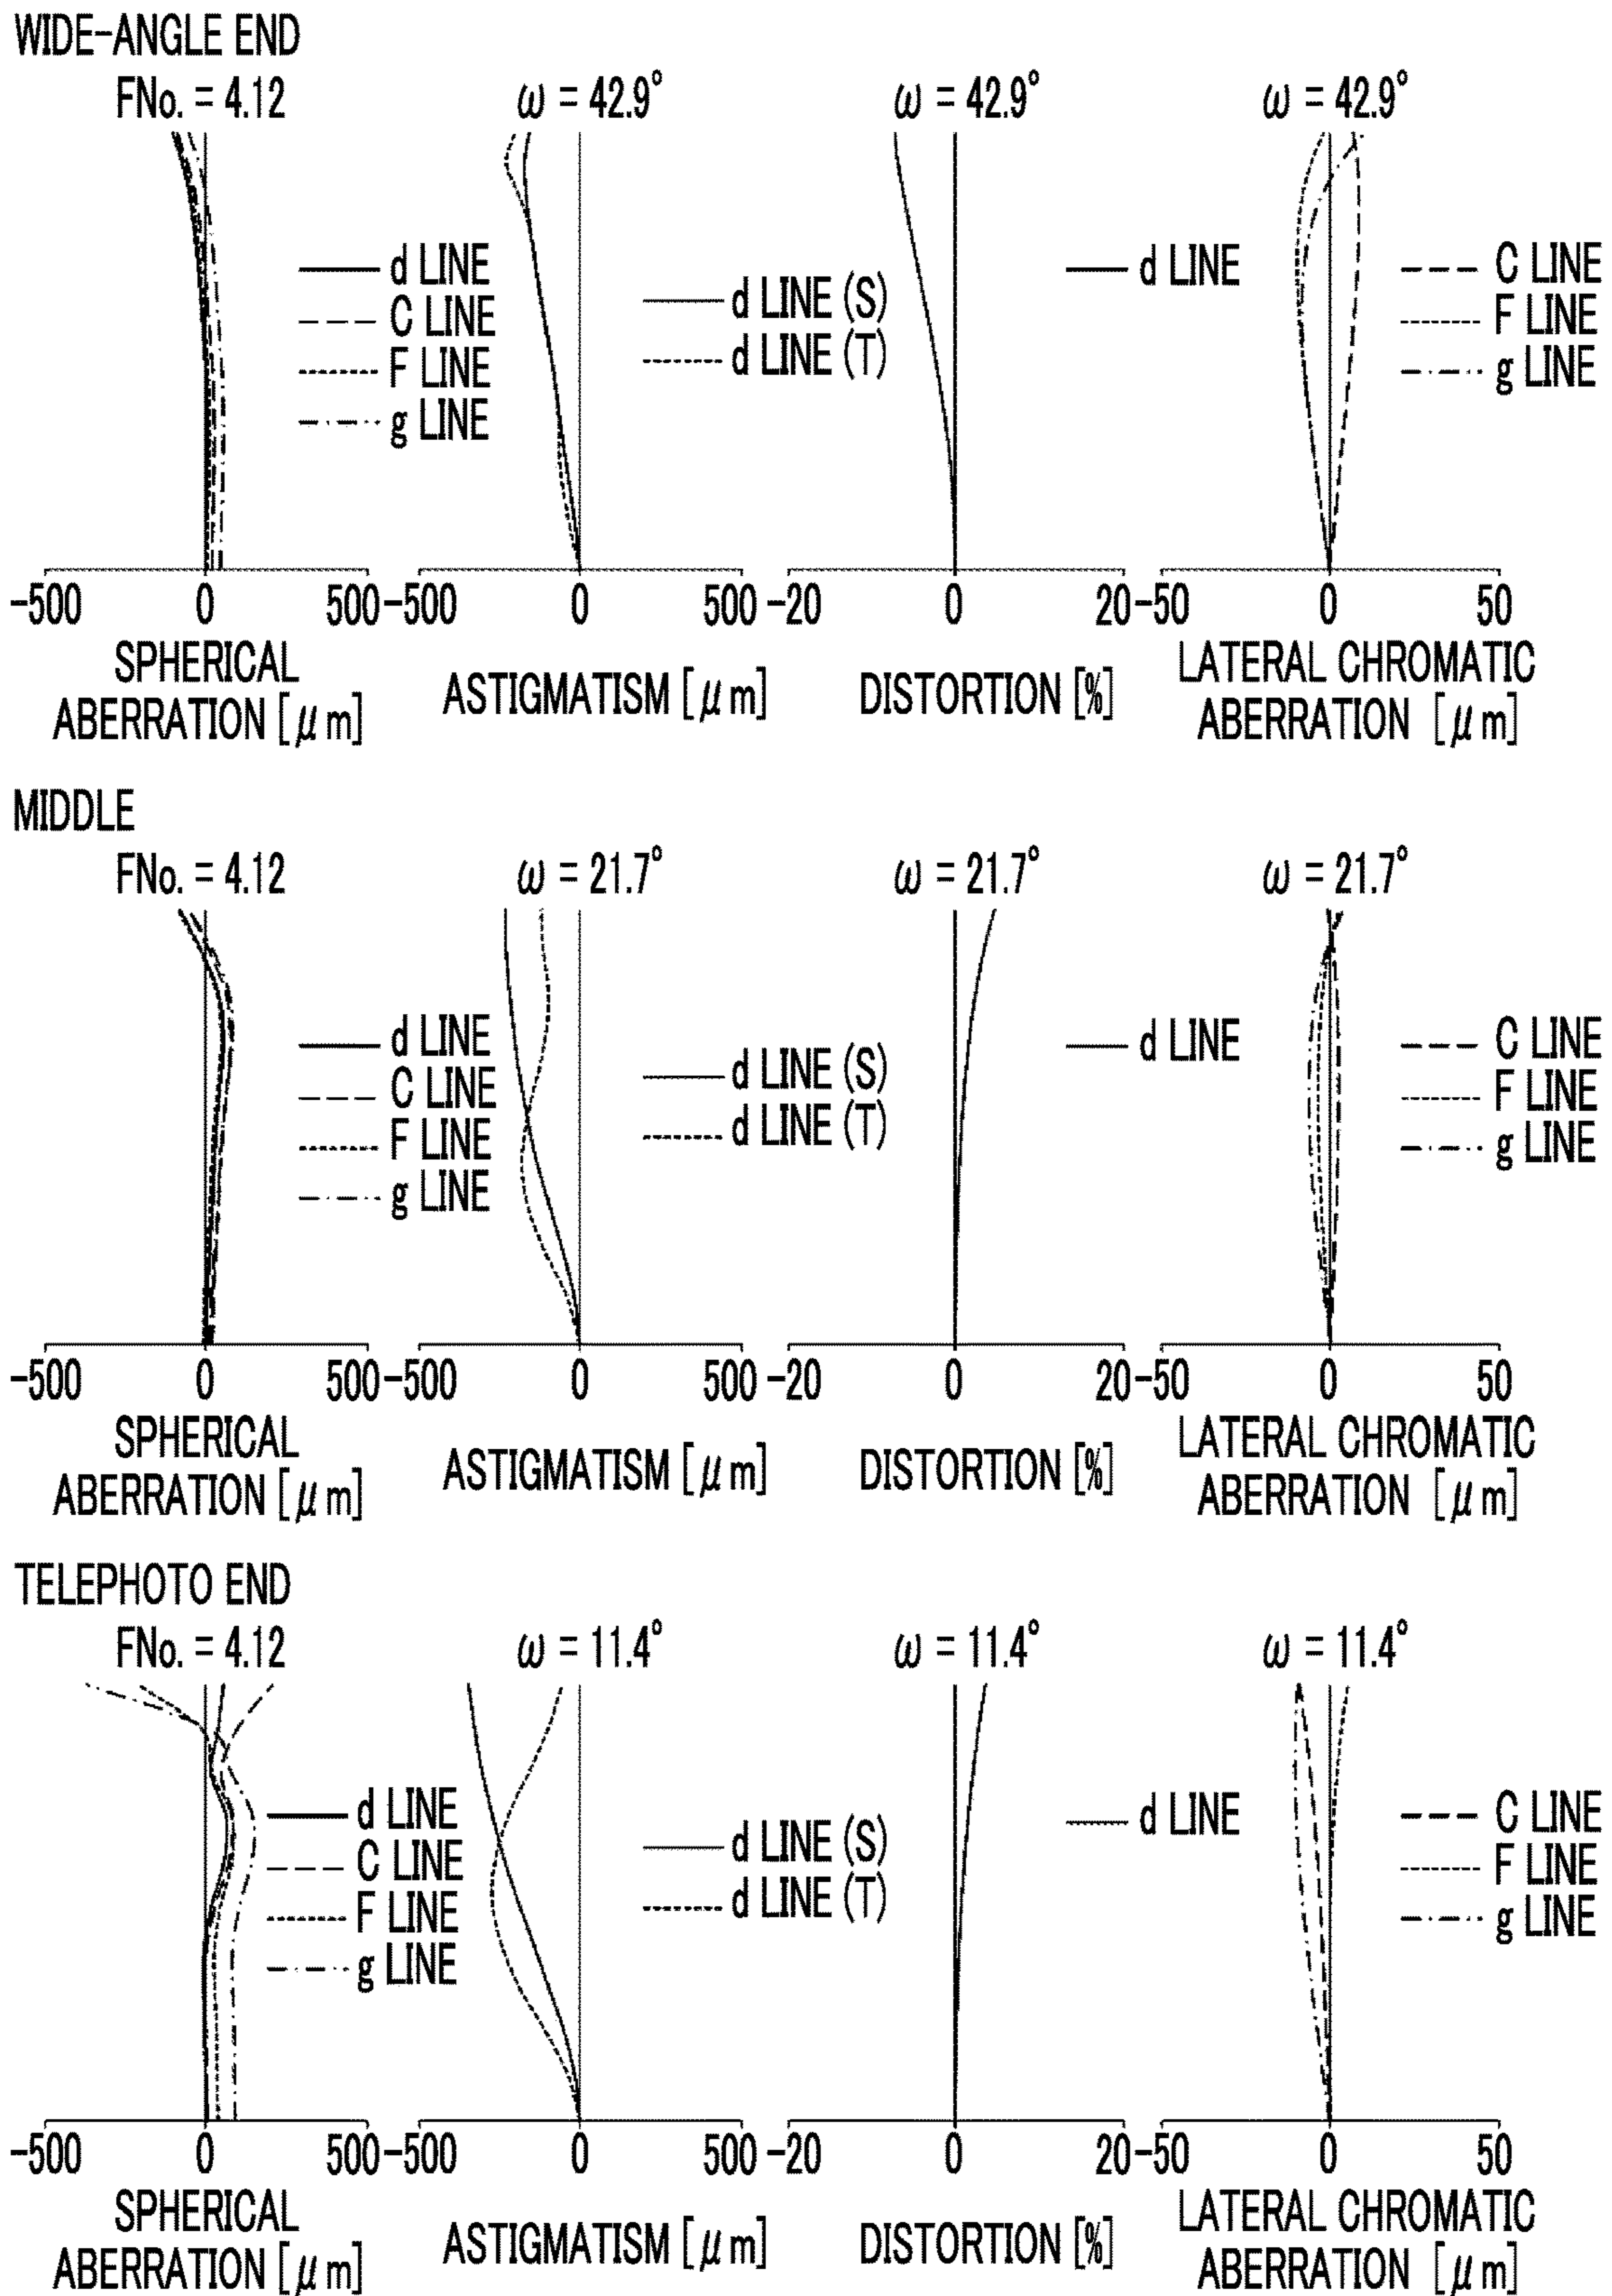 WIDE-ANGLE END
FNo. = 4.12
ω = 42.9°
ω = 42.9°
ω = 42.9°
d LINE
C LINE
F LINE
g LINE
d LINE (S)
d LINE (T)
d LINE
C LINE
F LINE
g LINE
-500 0 500
-500 0 500
-20 0 20
-50 0 50
SPHERICAL
ABERRATION [μm]
ASTIGMATISM [μm]
DISTORTION [%]
LATERAL CHROMATIC
ABERRATION [μm]
MIDDLE
FNo. = 4.12
ω = 21.7°
ω = 21.7°
ω = 21.7°
d LINE
C LINE
F LINE
g LINE
d LINE (S)
d LINE (T)
d LINE
C LINE
F LINE
g LINE
-500 0 500
-500 0 500
-20 0 20
-50 0 50
SPHERICAL
ABERRATION [μm]
ASTIGMATISM [μm]
DISTORTION [%]
LATERAL CHROMATIC
ABERRATION [μm]
TELEPHOTO END
FNo. = 4.12
ω = 11.4°
ω = 11.4°
ω = 11.4°
d LINE
C LINE
F LINE
g LINE
d LINE (S)
d LINE (T)
d LINE
C LINE
F LINE
g LINE
-500 0 500
-500 0 500
-20 0 20
-50 0 50
SPHERICAL
ABERRATION [μm]
ASTIGMATISM [μm]
DISTORTION [%]
LATERAL CHROMATIC
ABERRATION [μm]